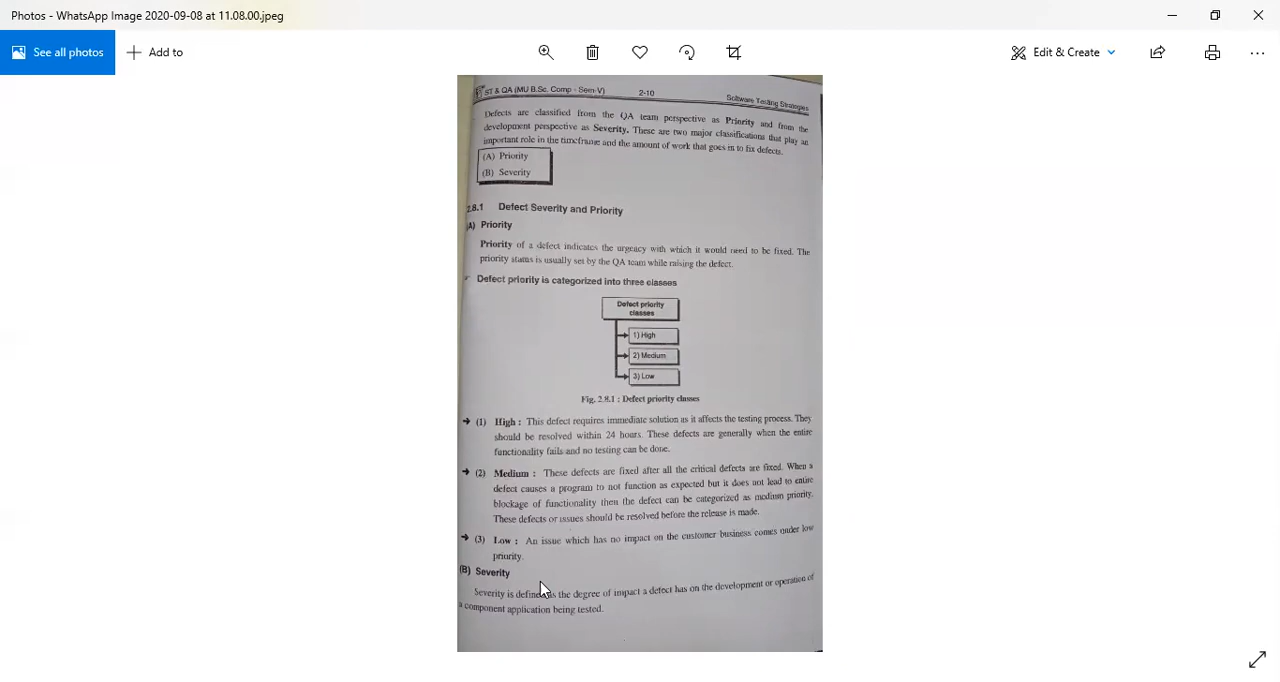 Photos - WhatsApp Image 2020-09-08 at 11.08.00.jpeg
See all photos
Add to
Edit & Create
ST & QA (MU B.Sc. Comp - Sem-V)
2-10
Software Testing Strategies
Defects are classified from the QA team perspective as Priority and from the
development perspective as Severity. These are two major classifications that play an
important role in the timeframe and the amount of work that goes in to fix defects.
(A) Priority
(B) Severity
2.8.1 Defect Severity and Priority
(A) Priority
Priority of a defect indicates the urgency with which it would need to be fixed. The
priority status is usually set by the QA team while raising the defect.
Defect priority is categorized into three classes
Defect priority
classes
1) High
2) Medium
3) Low
Fig. 2.8.1 : Defect priority classes
(1) High : This defect requires immediate solution as it affects the testing process. They
should be resolved within 24 hours. These defects are generally when the entire
functionality fails and no testing can be done.
(2) Medium : These defects are fixed after all the critical defects are fixed. When a
defect causes a program to not function as expected but it does not lead to entire
blockage of functionality then the defect can be categorized as medium priority.
These defects or issues should be resolved before the release is made.
(3) Low : An issue which has no impact on the customer business comes under low
priority.
(B) Severity
Severity is defined as the degree of impact a defect has on the development or operation of
a component application being tested.